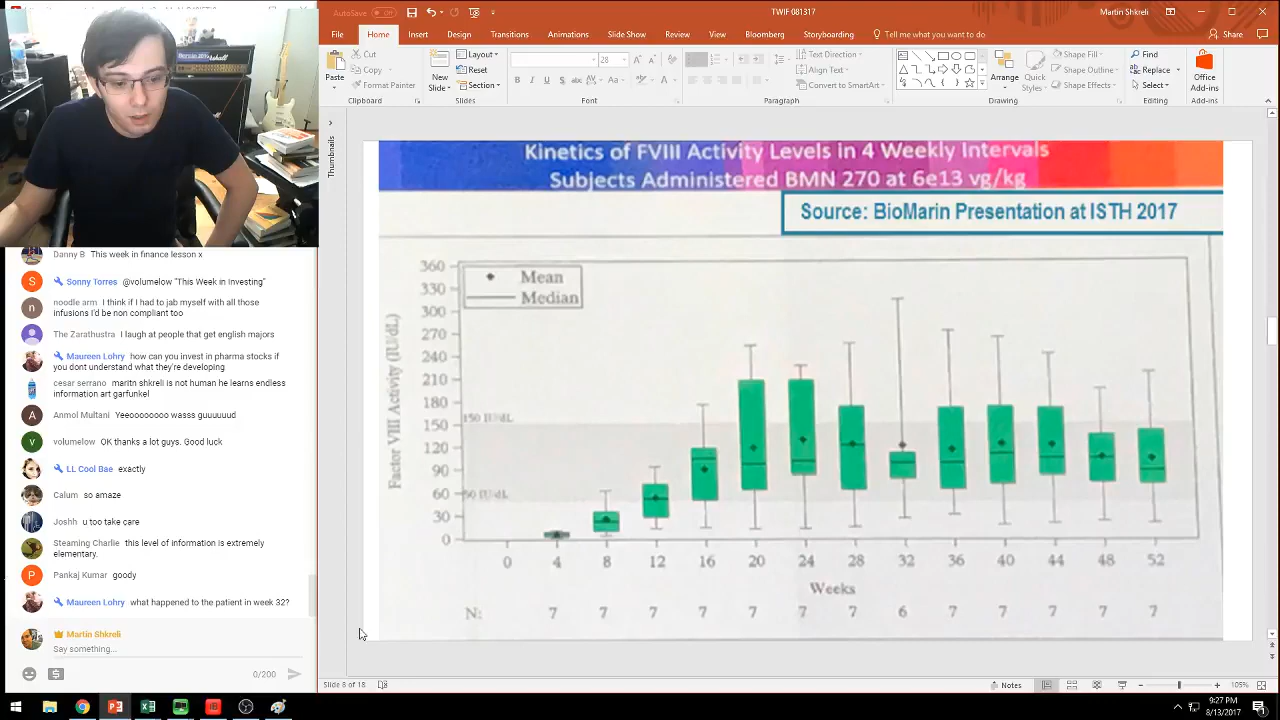 AutoSave
Off
TWIF 081317
Martin Shkreli
File
Home
Insert
Design
Transitions
Animations
Slide Show
Review
View
Bloomberg
Storyboarding
Tell me what you want to do
Share
Paste
Cut
Copy
Format Painter
Clipboard
New
Slide
Layout
Reset
Section
Slides
Font
Text Direction
Align Text
Convert to SmartArt
Paragraph
Arrange
Quick
Styles
Shape Fill
Shape Outline
Shape Effects
Drawing
Find
Replace
Select
Editing
Office
Add-ins
Add-ins
Thumbnails
Marshall
Danny B This week in finance lesson x
Sonny Torres @volumelow "This Week in Investing"
noodle arm I think if I had to jab myself with all those
infusions I'd be non compliant too
The Zarathustra I laugh at people that get english majors
Maureen Lohry how can you invest in pharma stocks if
you dont understand what they're developing
cesar serrano maritn shkreli is not human he learns endless
information art garfunkel
Anmol Multani Yeeooooooo wasss guuuuuud
volumelow OK thanks a lot guys. Good luck
LL Cool Bae exactly
Calum so amaze
Joshh u too take care
Steaming Charlie this level of information is extremely
elementary.
Pankaj Kumar goody
Maureen Lohry what happened to the patient in week 32?
Martin Shkreli
Say something...
0/200
Kinetics of FVIII Activity Levels in 4 Weekly Intervals
Subjects Administered BMN 270 at 6e13 vg/kg
Source: BioMarin Presentation at ISTH 2017
Mean
Median
Factor VIII Activity (IU/dL)
360
330
300
270
240
210
180
150
120
90
60
30
0
150 IU/dL
50 IU/dL
0 4 8 12 16 20 24 28 32 36 40 44 48 52
Weeks
N: 7 7 7 7 7 7 7 6 7 7 7 7 7
Slide 8 of 18
Notes
105%
9:27 PM
8/13/2017